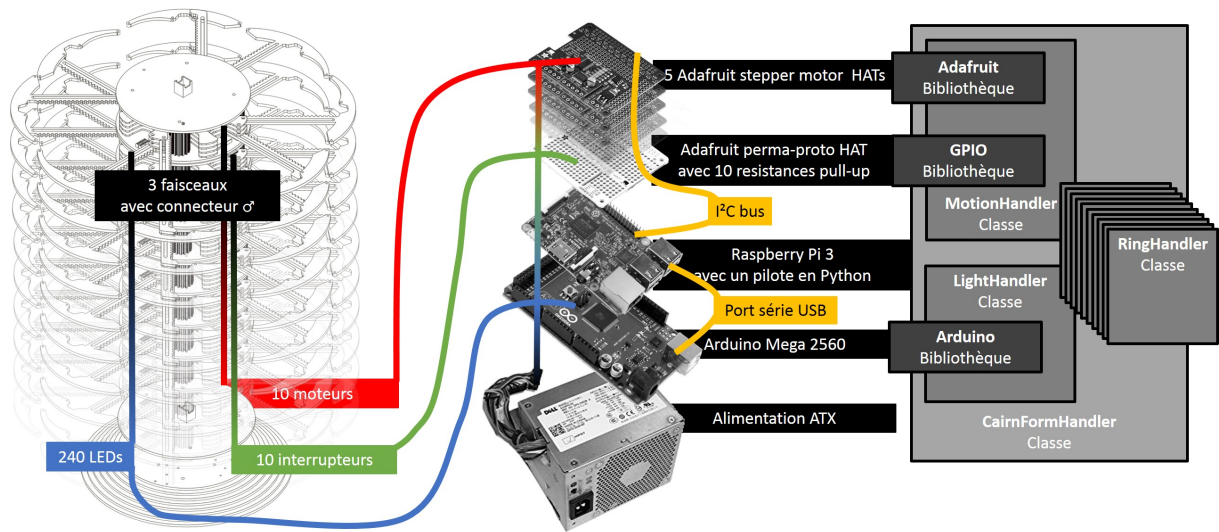 3 faisceaux
avec connecteur ♂
10 moteurs
240 LEDs
10 interrupteurs
5 Adafruit stepper motor HATs
Adafruit perma-proto HAT
avec 10 resistances pull-up
I²C bus
Raspberry Pi 3
avec un pilote en Python
Port série USB
Arduino Mega 2560
DELL
Alimentation ATX
Adafruit
Bibliothèque
GPIO
Bibliothèque
MotionHandler
Classe
RingHandler
Classe
LightHandler
Classe
Arduino
Bibliothèque
CairnFormHandler
Classe